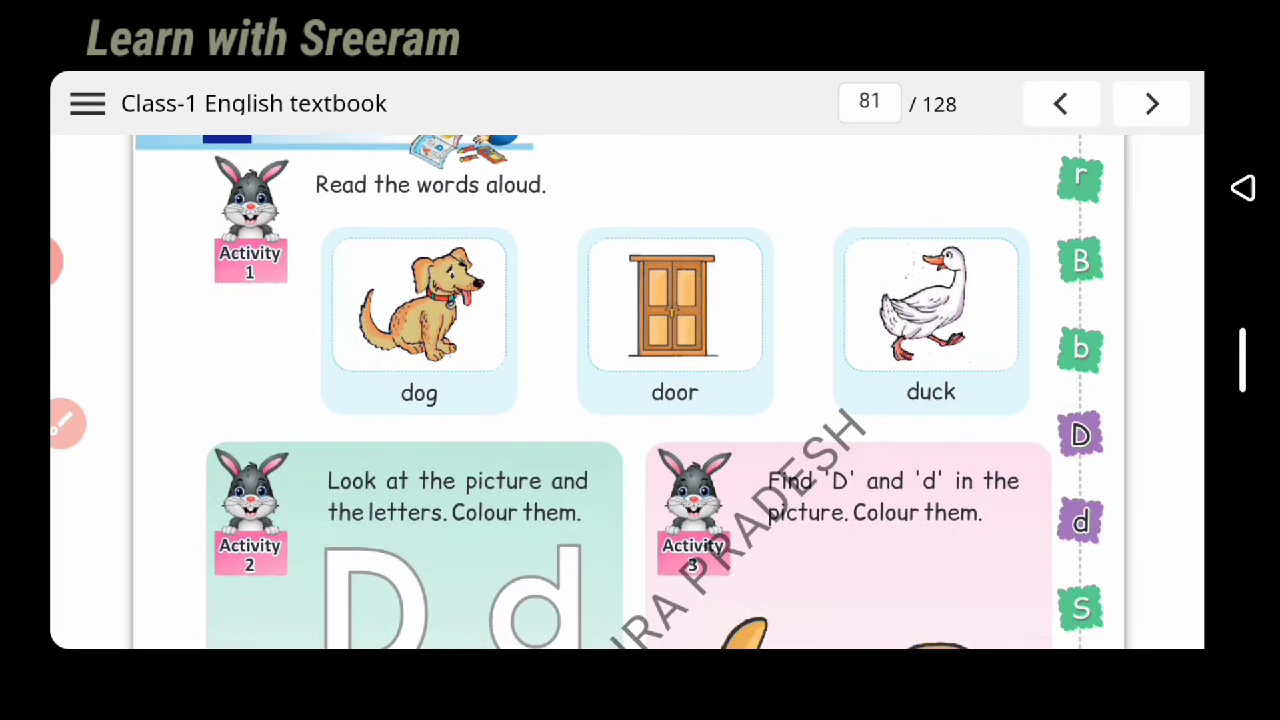 Learn with Sreeram
Class-1 English textbook
81 / 128
Read the words aloud.
Activity
1
dog
door
duck
Look at the picture and
the letters. Colour them.
Activity
2
D d
Find 'D' and 'd' in the
picture. Colour them.
Activity
3
PRADESH
r
B
b
D
d
S